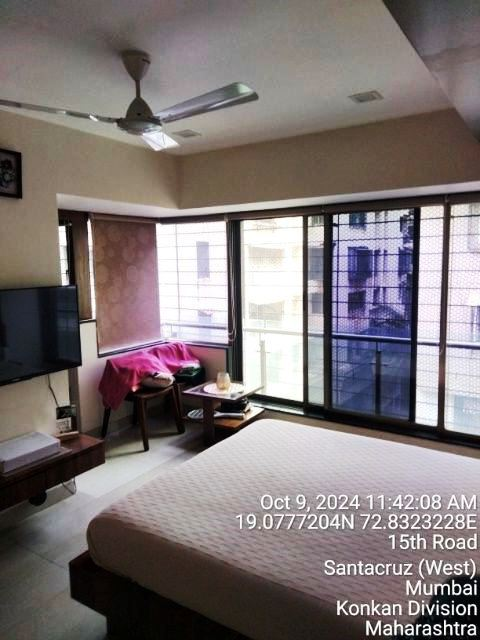 Oct 9, 2024 11:42:08 AM
19.0777204N 72.8323228E
15th Road
Santacruz (West)
Mumbai
Konkan Division
Maharashtra